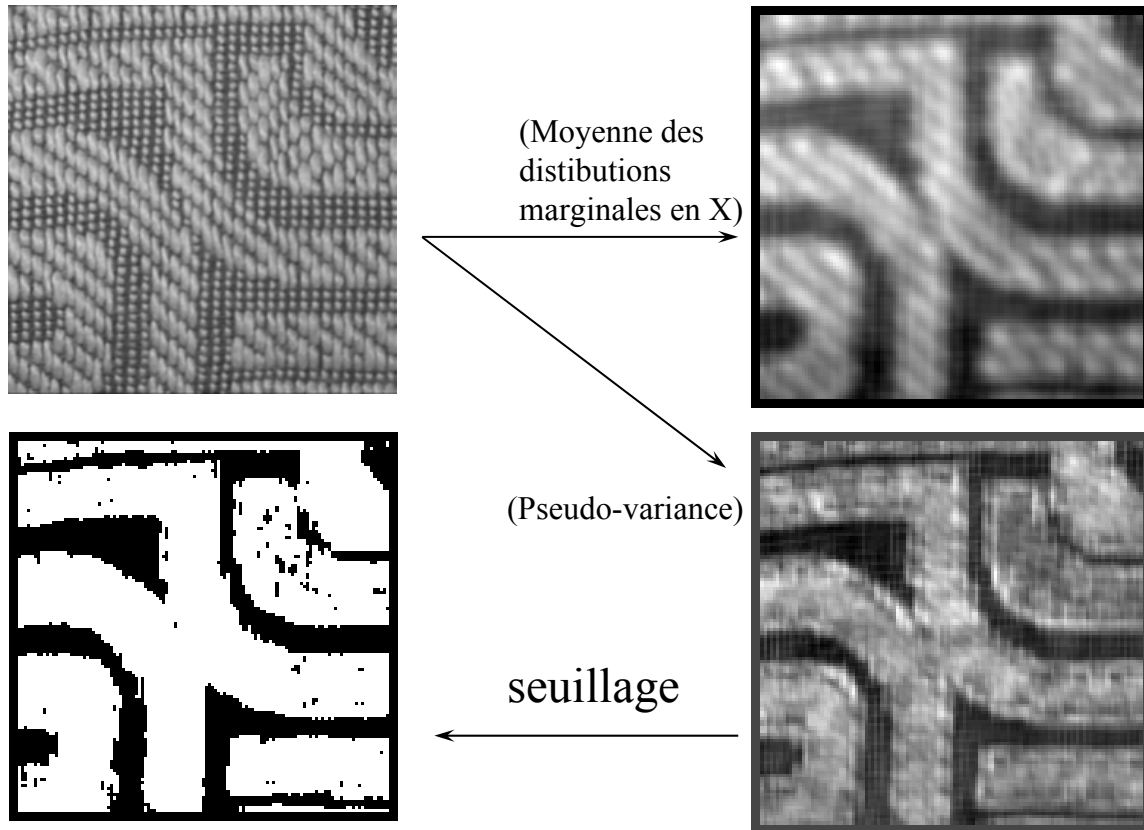 (Moyenne des
distibutions
marginales en X)
(Pseudo-variance)
seuillage